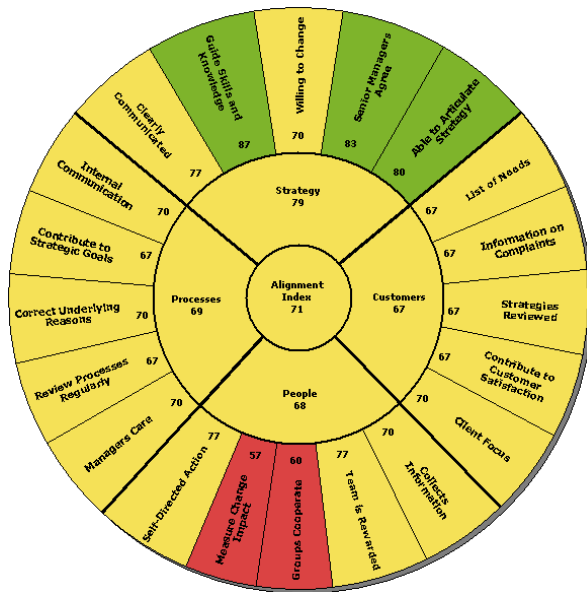 Alignment
Index
71
Strategy
79
Customers
67
People
68
Processes
69
Clearly
Communicated
77
Guide Skills and
Knowledge
87
Willing to Change
70
Senior Managers
Agree
83
Able to Articulate
Strategy
80
List of Needs
67
Information on
Complaints
67
Strategies
Reviewed
67
Contribute to
Customer
Satisfaction
67
Client Focus
70
Collects
Information
70
Team Is Rewarded
77
Groups Cooperate
60
Measure Change
Impact
57
Self-Directed Action
77
Managers Care
70
Review Processes
Regularly
67
Correct Underlying
Reasons
70
Contribute to
Strategic Goals
67
Internal
Communication
70